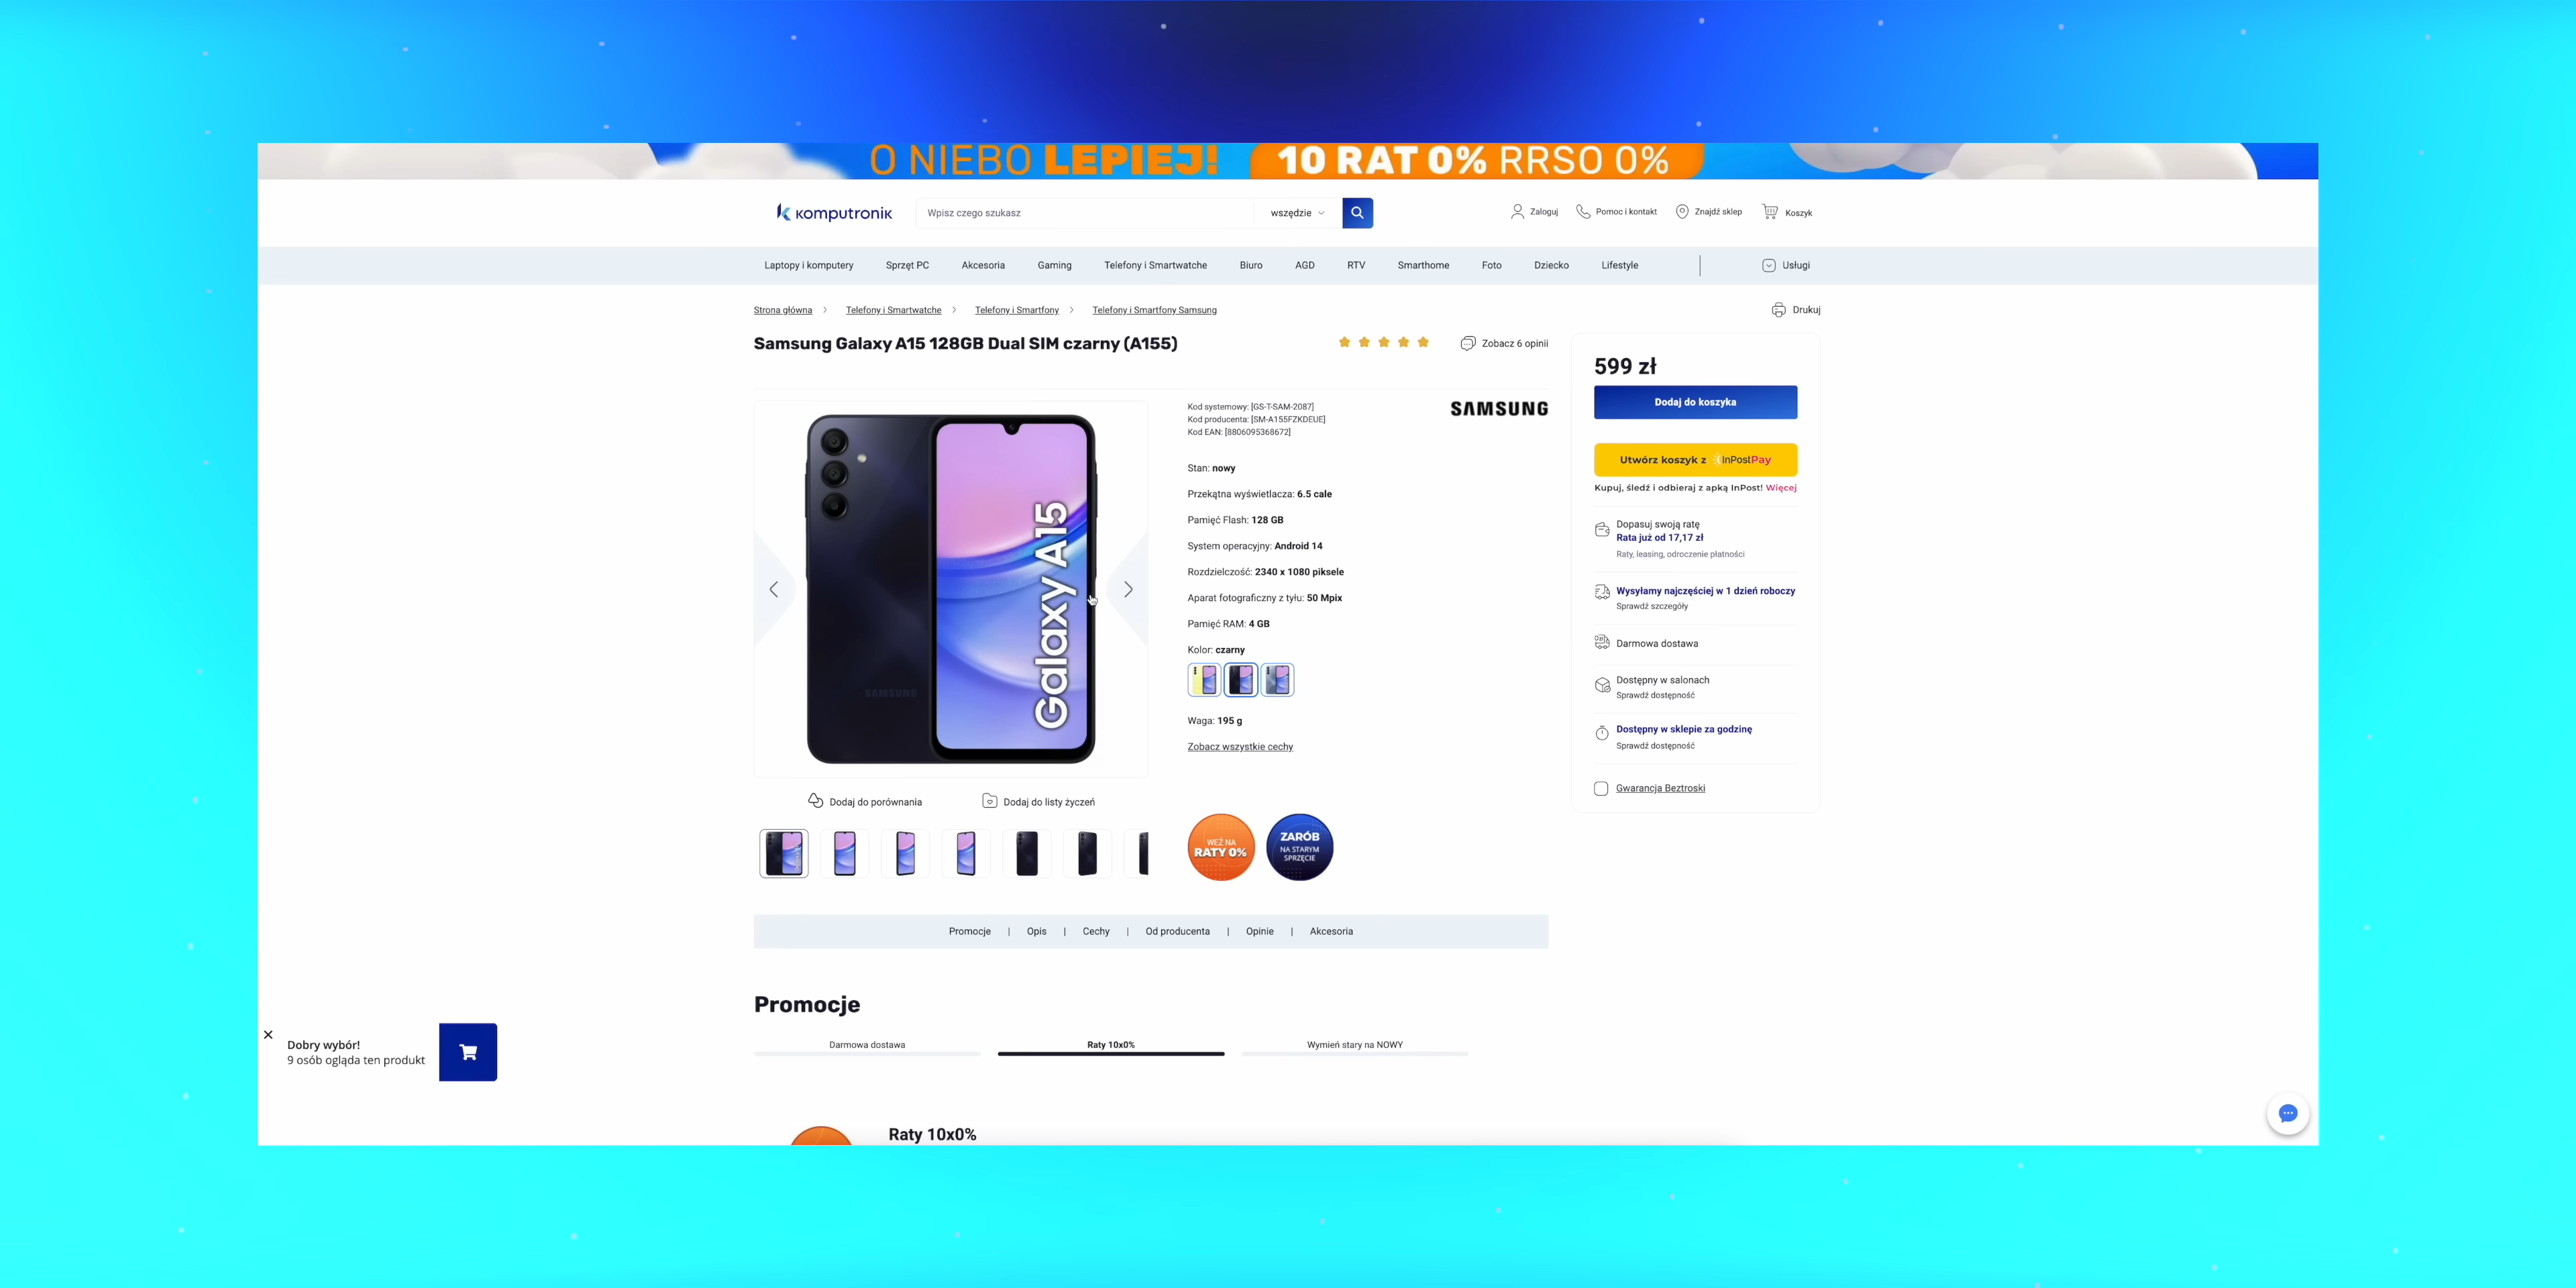 O NIEBO LEPIEJ! 10 RAT 0% RRSO 0%
komputronik
Wpisz czego szukasz
wszędzie
Zaloguj
Pomoc i kontakt
Znajdź sklep
Koszyk
Laptopy i komputery
Sprzęt PC
Akcesoria
Gaming
Telefony i Smartwatche
Biuro
AGD
RTV
Smarthome
Foto
Dziecko
Lifestyle
Usługi
Strona główna
Telefony i Smartwatche
Telefony i Smartfony
Telefony i Smartfony Samsung
Drukuj
Samsung Galaxy A15 128GB Dual SIM czarny (A155)
Zobacz 6 opinii
SAMSUNG
Galaxy A15
Kod systemowy: [GS-T-SAM-2087]
Kod producenta: [SM-A155FZKDEUE]
Kod EAN: [8806095368672]
SAMSUNG
Stan: nowy
Przekątna wyświetlacza: 6.5 cale
Pamięć Flash: 128 GB
System operacyjny: Android 14
Rozdzielczość: 2340 x 1080 piksele
Aparat fotograficzny z tyłu: 50 Mpix
Pamięć RAM: 4 GB
Kolor: czarny
Waga: 195 g
Zobacz wszystkie cechy
WEŹ NA
RATY 0%
ZARÓB
NA STARYM
SPRZĘCIE
Dodaj do porównania
Dodaj do listy życzeń
599 zł
Dodaj do koszyka
Utwórz koszyk z InPost Pay
Kupuj, śledź i odbieraj z apką InPost! Więcej
Dopasuj swoją ratę
Rata już od 17,17 zł
Raty, leasing, odroczenie płatności
Wysyłamy najczęściej w 1 dzień roboczy
Sprawdź szczegóły
Darmowa dostawa
Dostępny w salonach
Sprawdź dostępność
Dostępny w sklepie za godzinę
Sprawdź dostępność
Gwarancja Beztroski
Promocje | Opis | Cechy | Od producenta | Opinie | Akcesoria
Promocje
Darmowa dostawa
Raty 10x0%
Wymień stary na NOWY
Raty 10x0%
Dobry wybór!
9 osób ogląda ten produkt